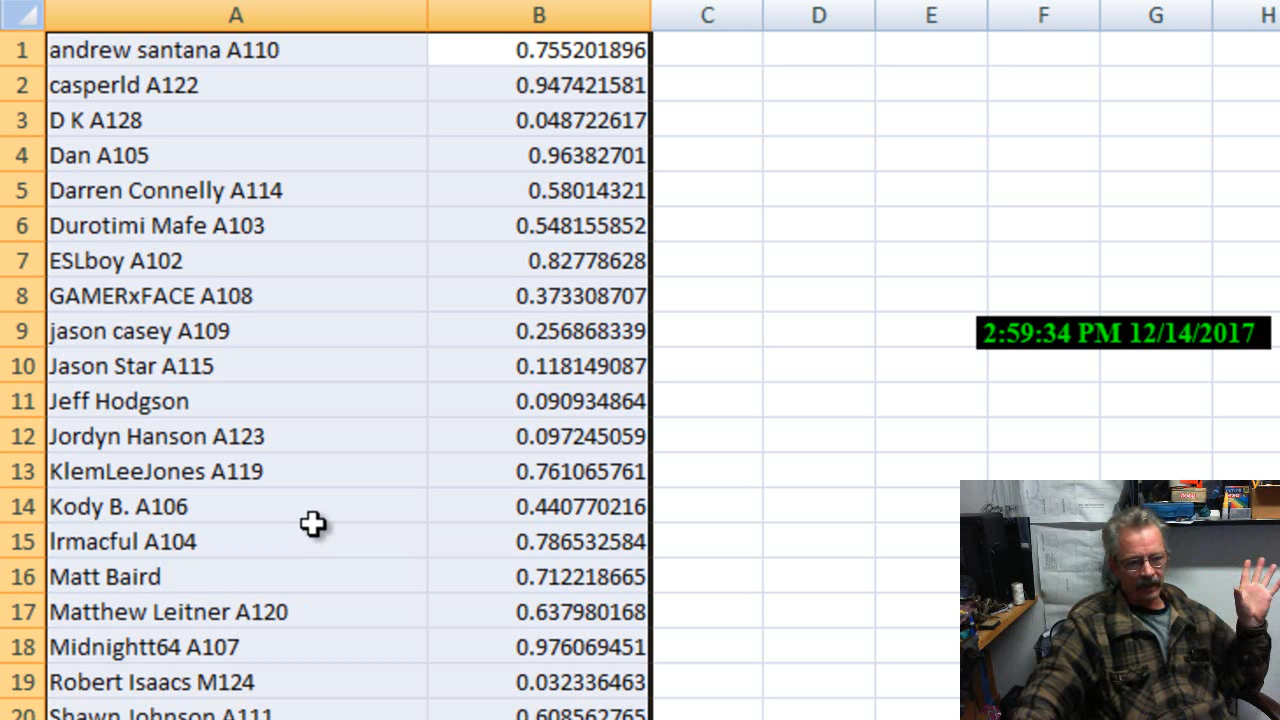 A B C D E F G H
1 andrew santana A110 0.755201896
2 casperld A122 0.947421581
3 D K A128 0.048722617
4 Dan A105 0.96382701
5 Darren Connelly A114 0.58014321
6 Durotimi Mafe A103 0.548155852
7 ESLboy A102 0.82778628
8 GAMERxFACE A108 0.373308707
9 jason casey A109 0.256868339
2:59:34 PM 12/14/2017
10 Jason Star A115 0.118149087
11 Jeff Hodgson 0.090934864
12 Jordyn Hanson A123 0.097245059
13 KlemLeeJones A119 0.761065761
14 Kody B. A106 0.440770216
15 lrmacful A104 0.786532584
16 Matt Baird 0.712218665
17 Matthew Leitner A120 0.637980168
18 Midnightt64 A107 0.976069451
19 Robert Isaacs M124 0.032336463
20 Shawn Johnson A111 0.608562765